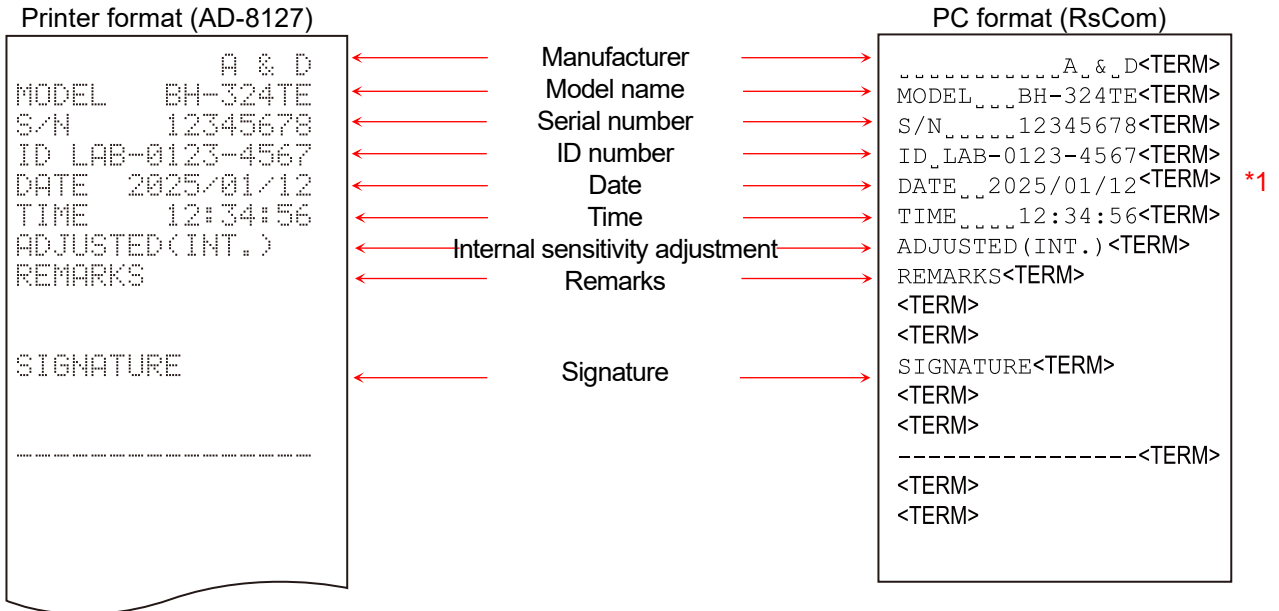 Printer format (AD-8127)
A & D
MODEL BH-324TE
S/N 12345678
ID LAB-0123-4567
DATE 2025/01/12
TIME 12:34:56
ADJUSTED(INT.)
REMARKS
SIGNATURE
----------------
Manufacturer
Model name
Serial number
ID number
Date
Time
Internal sensitivity adjustment
Remarks
Signature
PC format (RsCom)
␣␣␣␣␣␣␣␣␣␣␣A␣&␣D<TERM>
MODEL␣␣␣BH-324TE<TERM>
S/N␣␣␣␣␣12345678<TERM>
ID␣LAB-0123-4567<TERM>
DATE␣␣2025/01/12<TERM> *1
TIME␣␣␣␣12:34:56<TERM>
ADJUSTED(INT.)<TERM>
REMARKS<TERM>
<TERM>
<TERM>
SIGNATURE<TERM>
<TERM>
<TERM>
----------------<TERM>
<TERM>
<TERM>